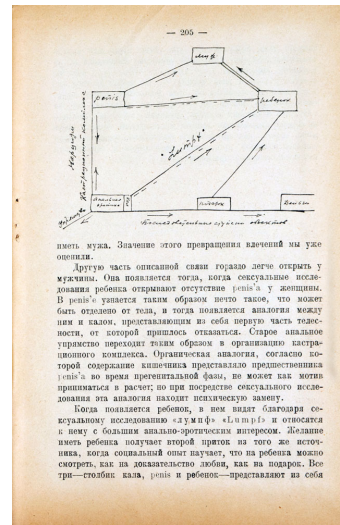 — 205 —
penis
ребенок
подарок
иметь мужа. Значение этого превращения влечений мы уже
оценили.
Другую часть описанной связи гораздо легче открыть у
мужчины. Она появляется тогда, когда сексуальные иссле-
дования ребенка открывают отсутствие penis'a у женщины.
В penis'е узнается таким образом нечто такое, что может
быть отделено от тела, и тогда появляется аналогия между
ним и калом, представляющим из себя первую часть телес-
ности, от которой пришлось отказаться. Старое анальное
упрямство переходит таким образом в организацию кастра-
ционного комплекса. Органическая аналогия, согласно ко-
торой содержание кишечника представляло предшественника
penis'a во время прегенитальной фазы, не может как мотив
приниматься в расчет; но при посредстве сексуального иссле-
дования эта аналогия находит психическую замену.
Когда появляется ребенок, в нем видят благодаря се-
ксуальному исследованию «лумпф» «Lumpf» и относятся
к нему с большим анально-эротическим интересом. Желание
иметь ребенка получает второй приток из того же источ-
ника, когда социальный опыт научает, что на ребенка можно
смотреть, как на доказательство любви, как на подарок. Все
три—столбик кала, penis и ребенок—представляют из себя